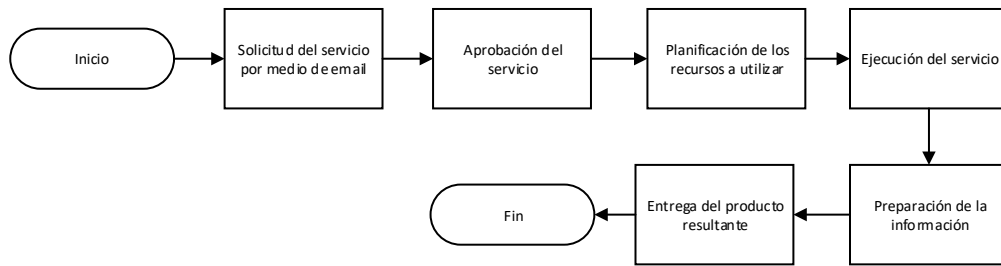 Inicio
Solicitud del servicio
por medio de email
Aprobación del
servicio
Planificación de los
recursos a utilizar
Ejecución del servicio
Preparación de la
información
Entrega del producto
resultante
Fin